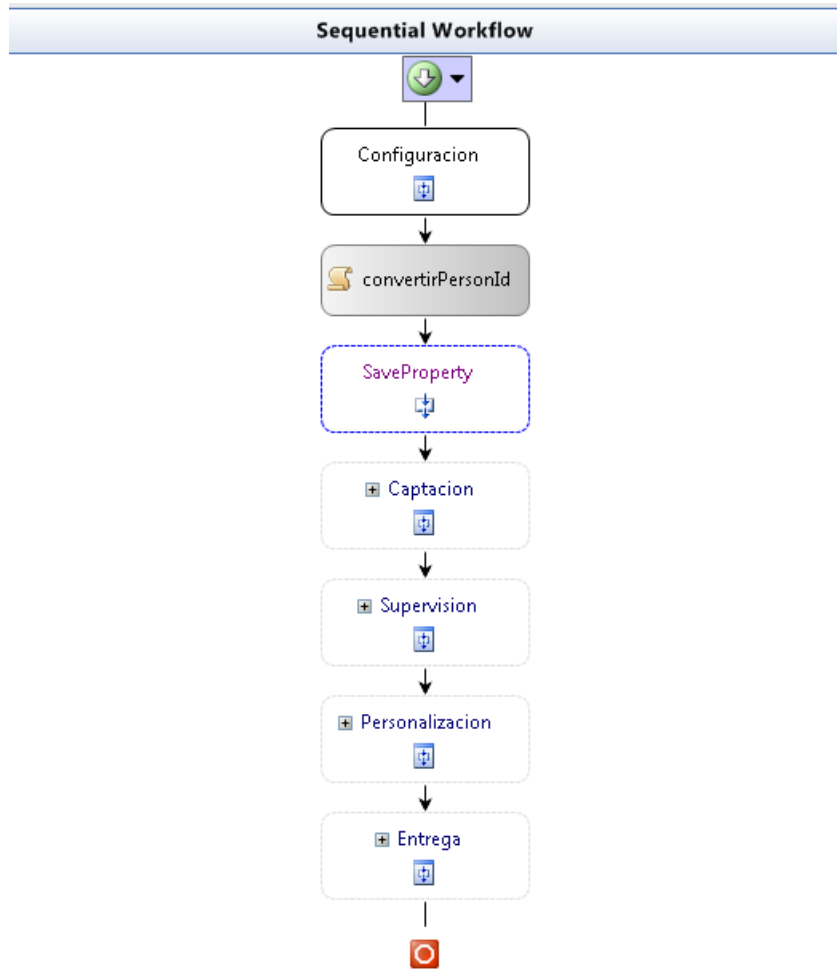 Sequential Workflow
Configuracion
convertirPersonId
SaveProperty
Captacion
Supervision
Personalizacion
Entrega